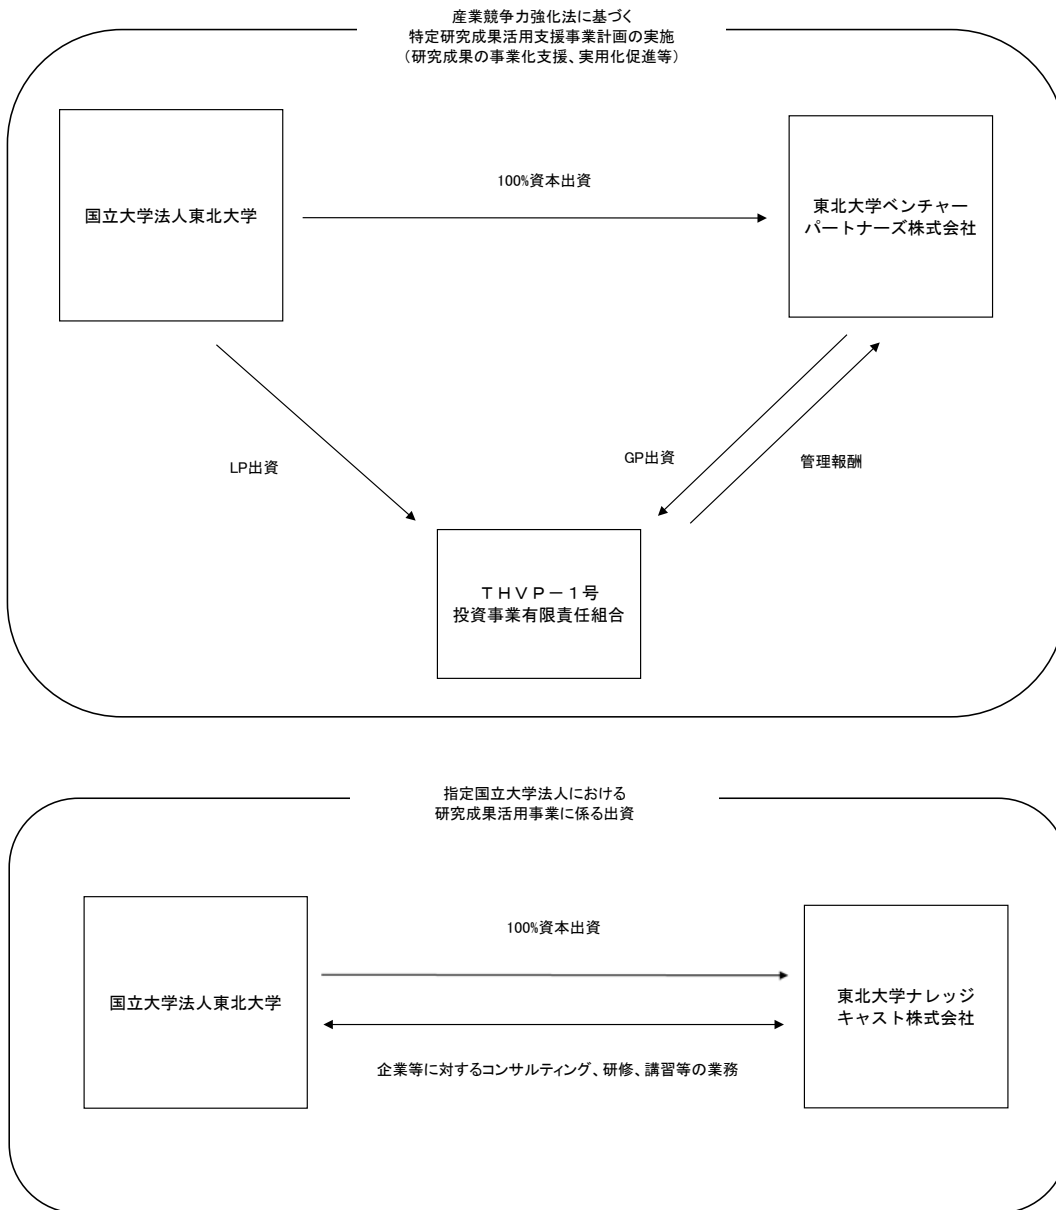 産業競争力強化法に基づく
特定研究成果活用支援事業計画の実施
（研究成果の事業化支援、実用化促進等）
100%資本出資
国立大学法人東北大学
東北大学ベンチャー
パートナーズ株式会社
LP出資
GP出資
管理報酬
ＴＨＶＰ－１号
投資事業有限責任組合
指定国立大学法人における
研究成果活用事業に係る出資
100%資本出資
国立大学法人東北大学
東北大学ナレッジ
キャスト株式会社
企業等に対するコンサルティング、研修、講習等の業務